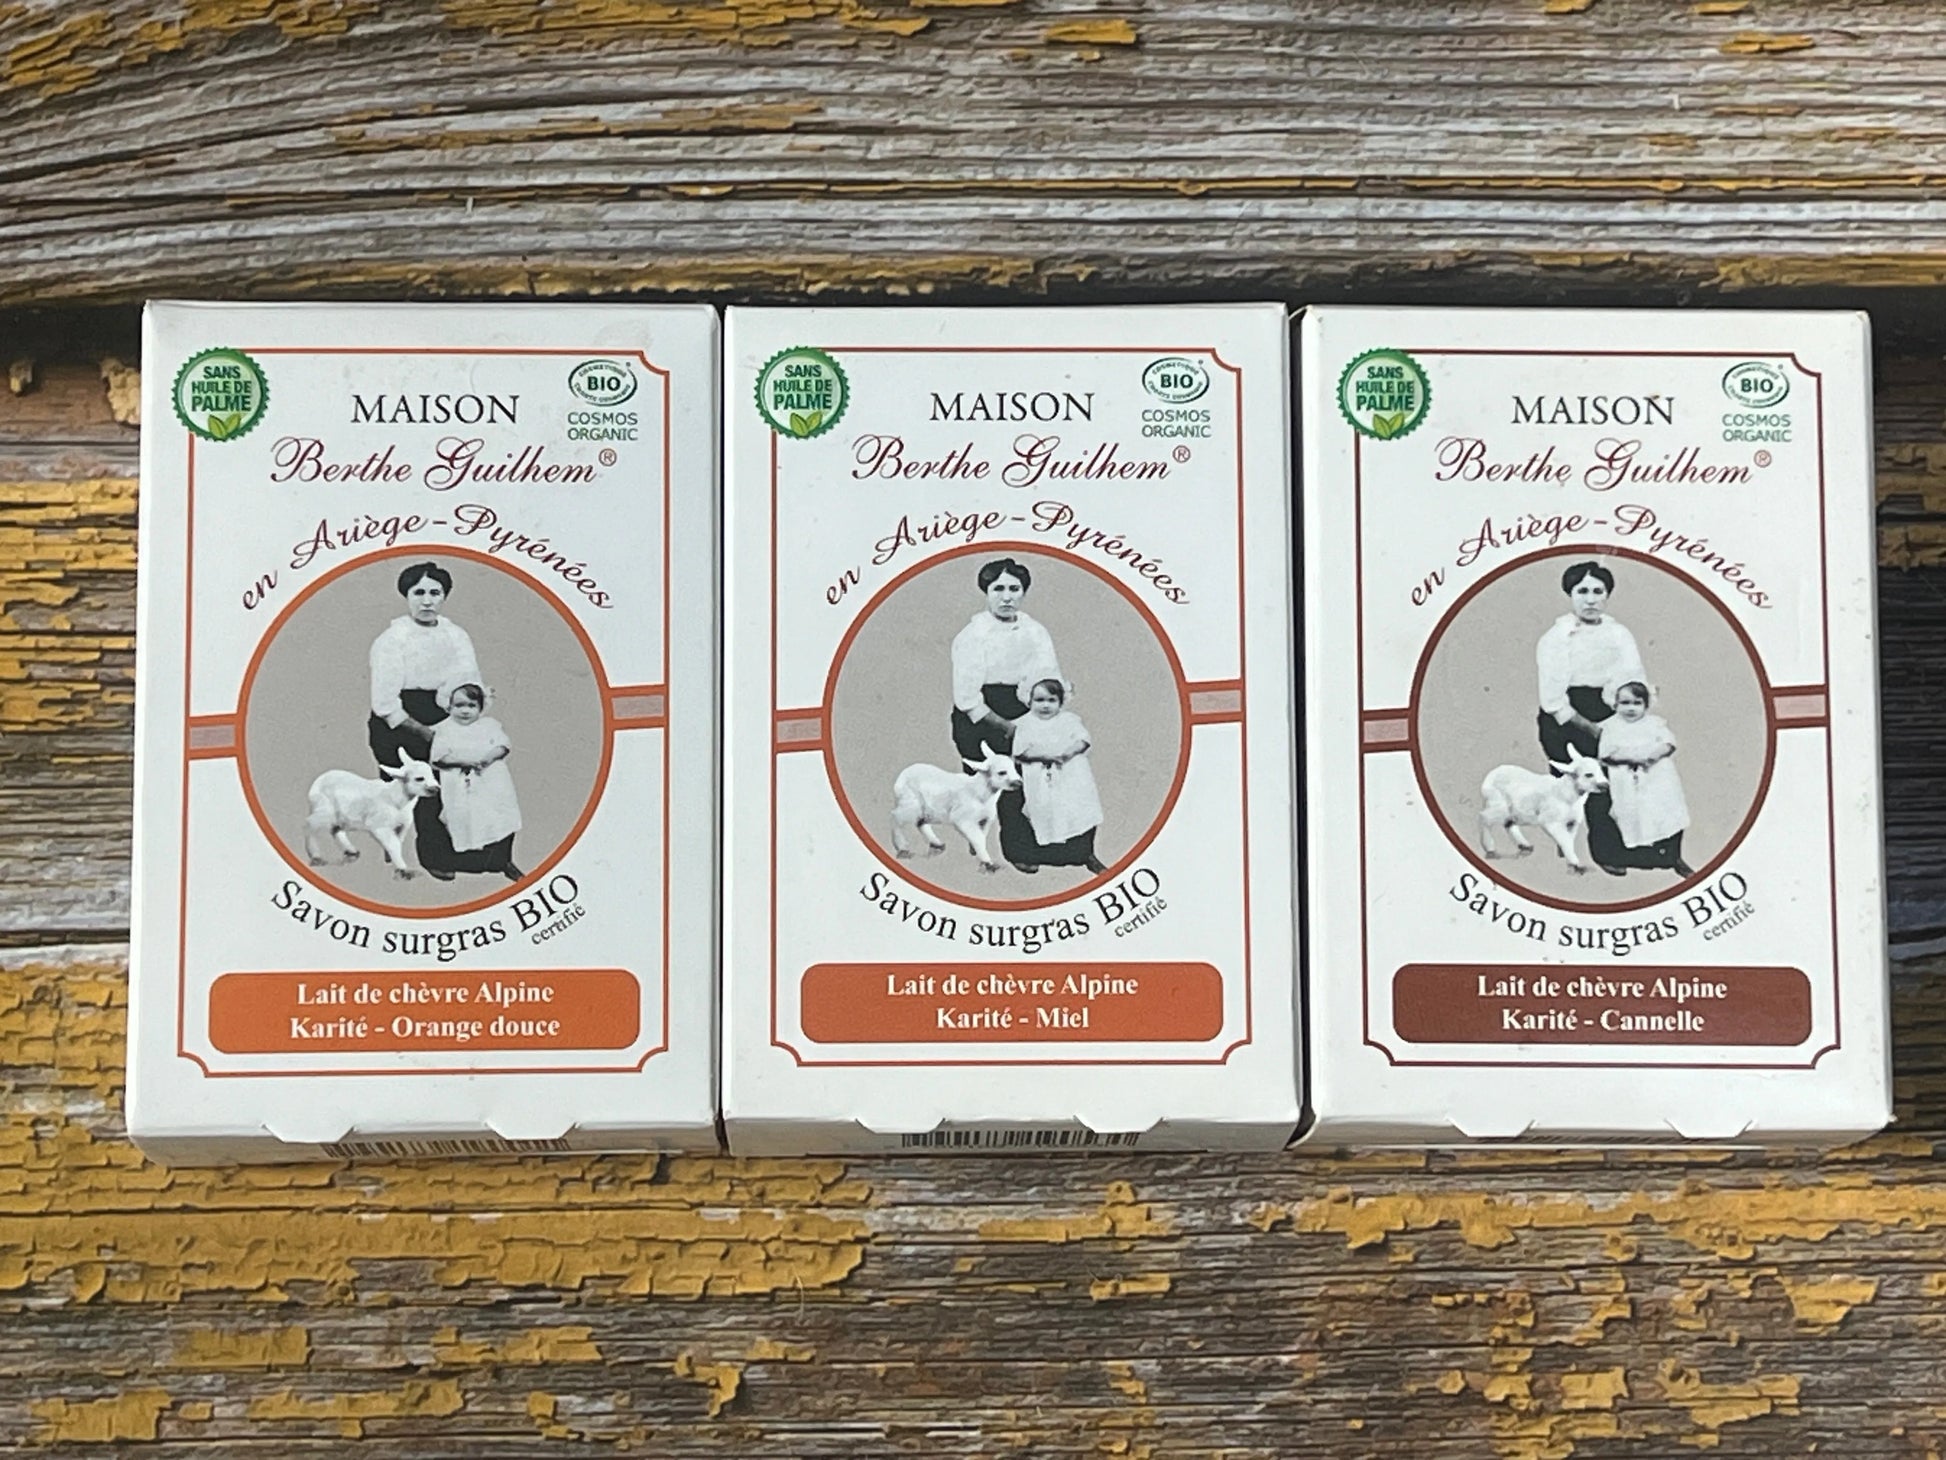 SANS
HUILE DE
PALME
COSMÉTIQUE
BIO
COSMOS
ORGANIC
MAISON
Berthe Guilhem®
en Ariège-Pyrénées
Savon surgras BIO
certifié
Lait de chèvre Alpine
Karité - Orange douce
SANS
HUILE DE
PALME
COSMÉTIQUE
BIO
COSMOS
ORGANIC
MAISON
Berthe Guilhem®
en Ariège-Pyrénées
Savon surgras BIO
certifié
Lait de chèvre Alpine
Karité - Miel
SANS
HUILE DE
PALME
COSMÉTIQUE
BIO
COSMOS
ORGANIC
MAISON
Berthe Guilhem®
en Ariège-Pyrénées
Savon surgras BIO
certifié
Lait de chèvre Alpine
Karité - Cannelle